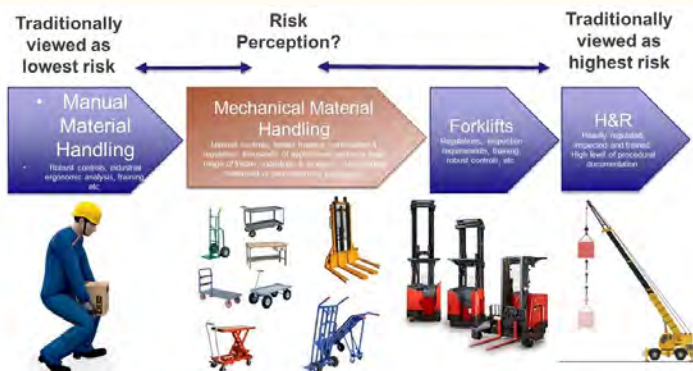 Traditionally
viewed as
lowest risk
Risk
Perception?
Traditionally
viewed as
highest risk
• Manual
Material
Handling
• Robust controls, industrial
ergonomic analysis, training,
etc.
Mechanical Material
Handling
Forklifts
Regulations, inspection
requirements, training,
robust controls, etc.
H&R
Heavily regulated,
inspected and trained.
High level of procedural
documentation